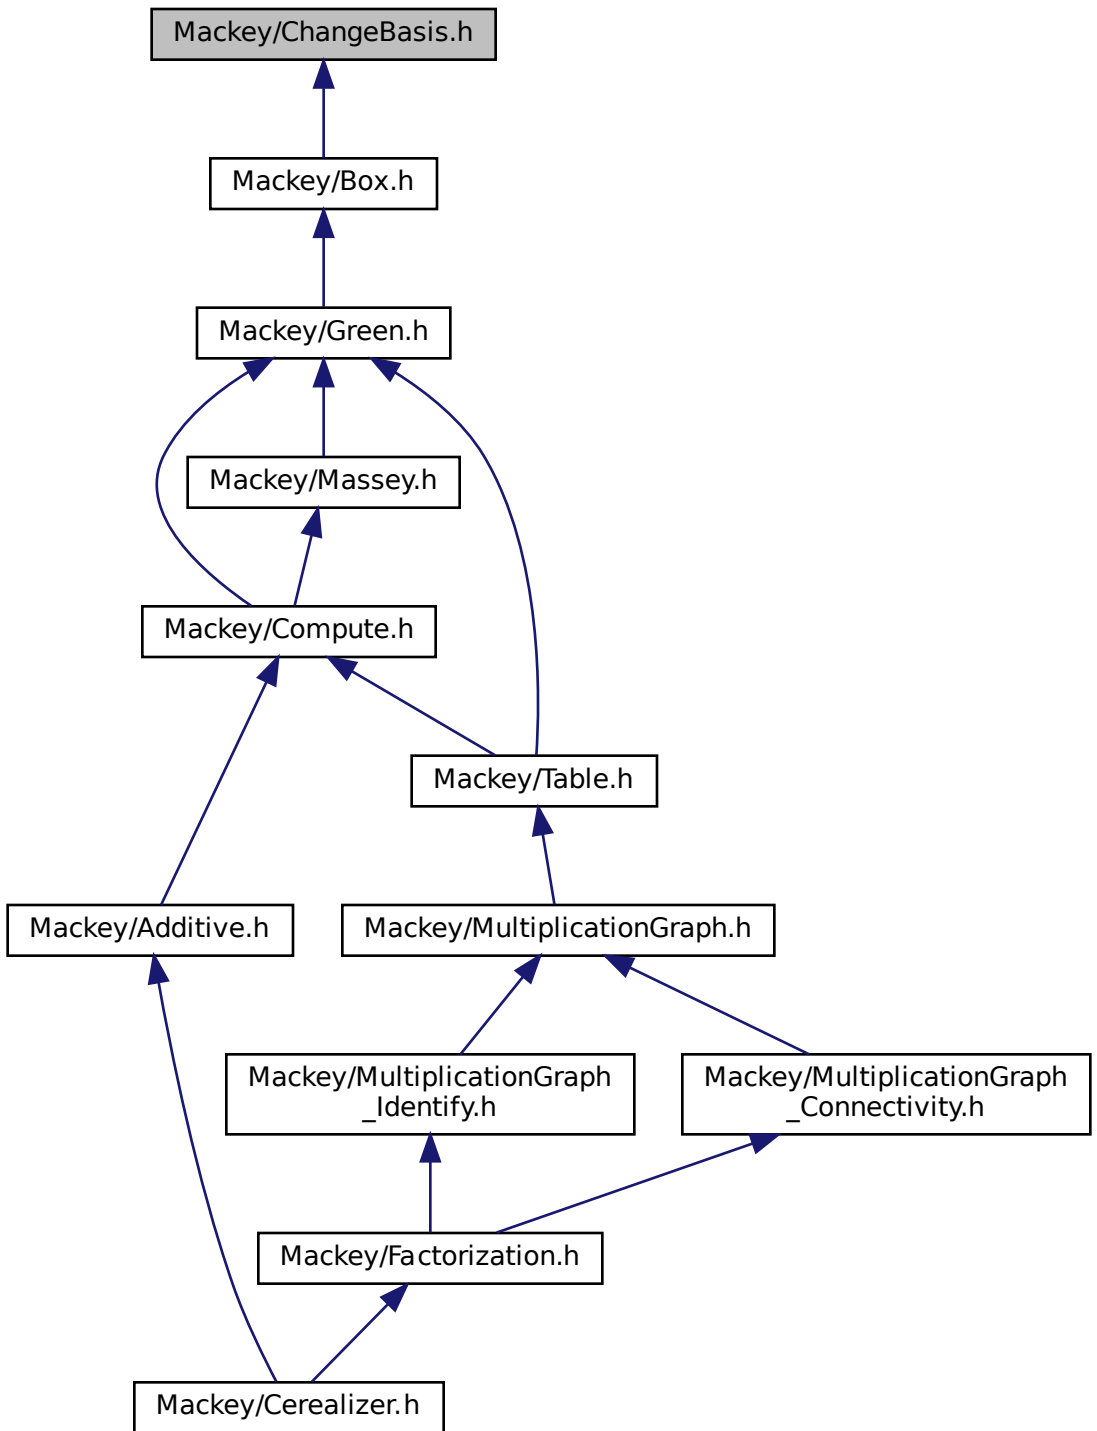 Mackey/ChangeBasis.h
Mackey/Box.h
Mackey/Green.h
Mackey/Massey.h
Mackey/Compute.h
Mackey/Table.h
Mackey/Additive.h
Mackey/MultiplicationGraph.h
Mackey/MultiplicationGraph
_Identify.h
Mackey/MultiplicationGraph
_Connectivity.h
Mackey/Factorization.h
Mackey/Cerealizer.h